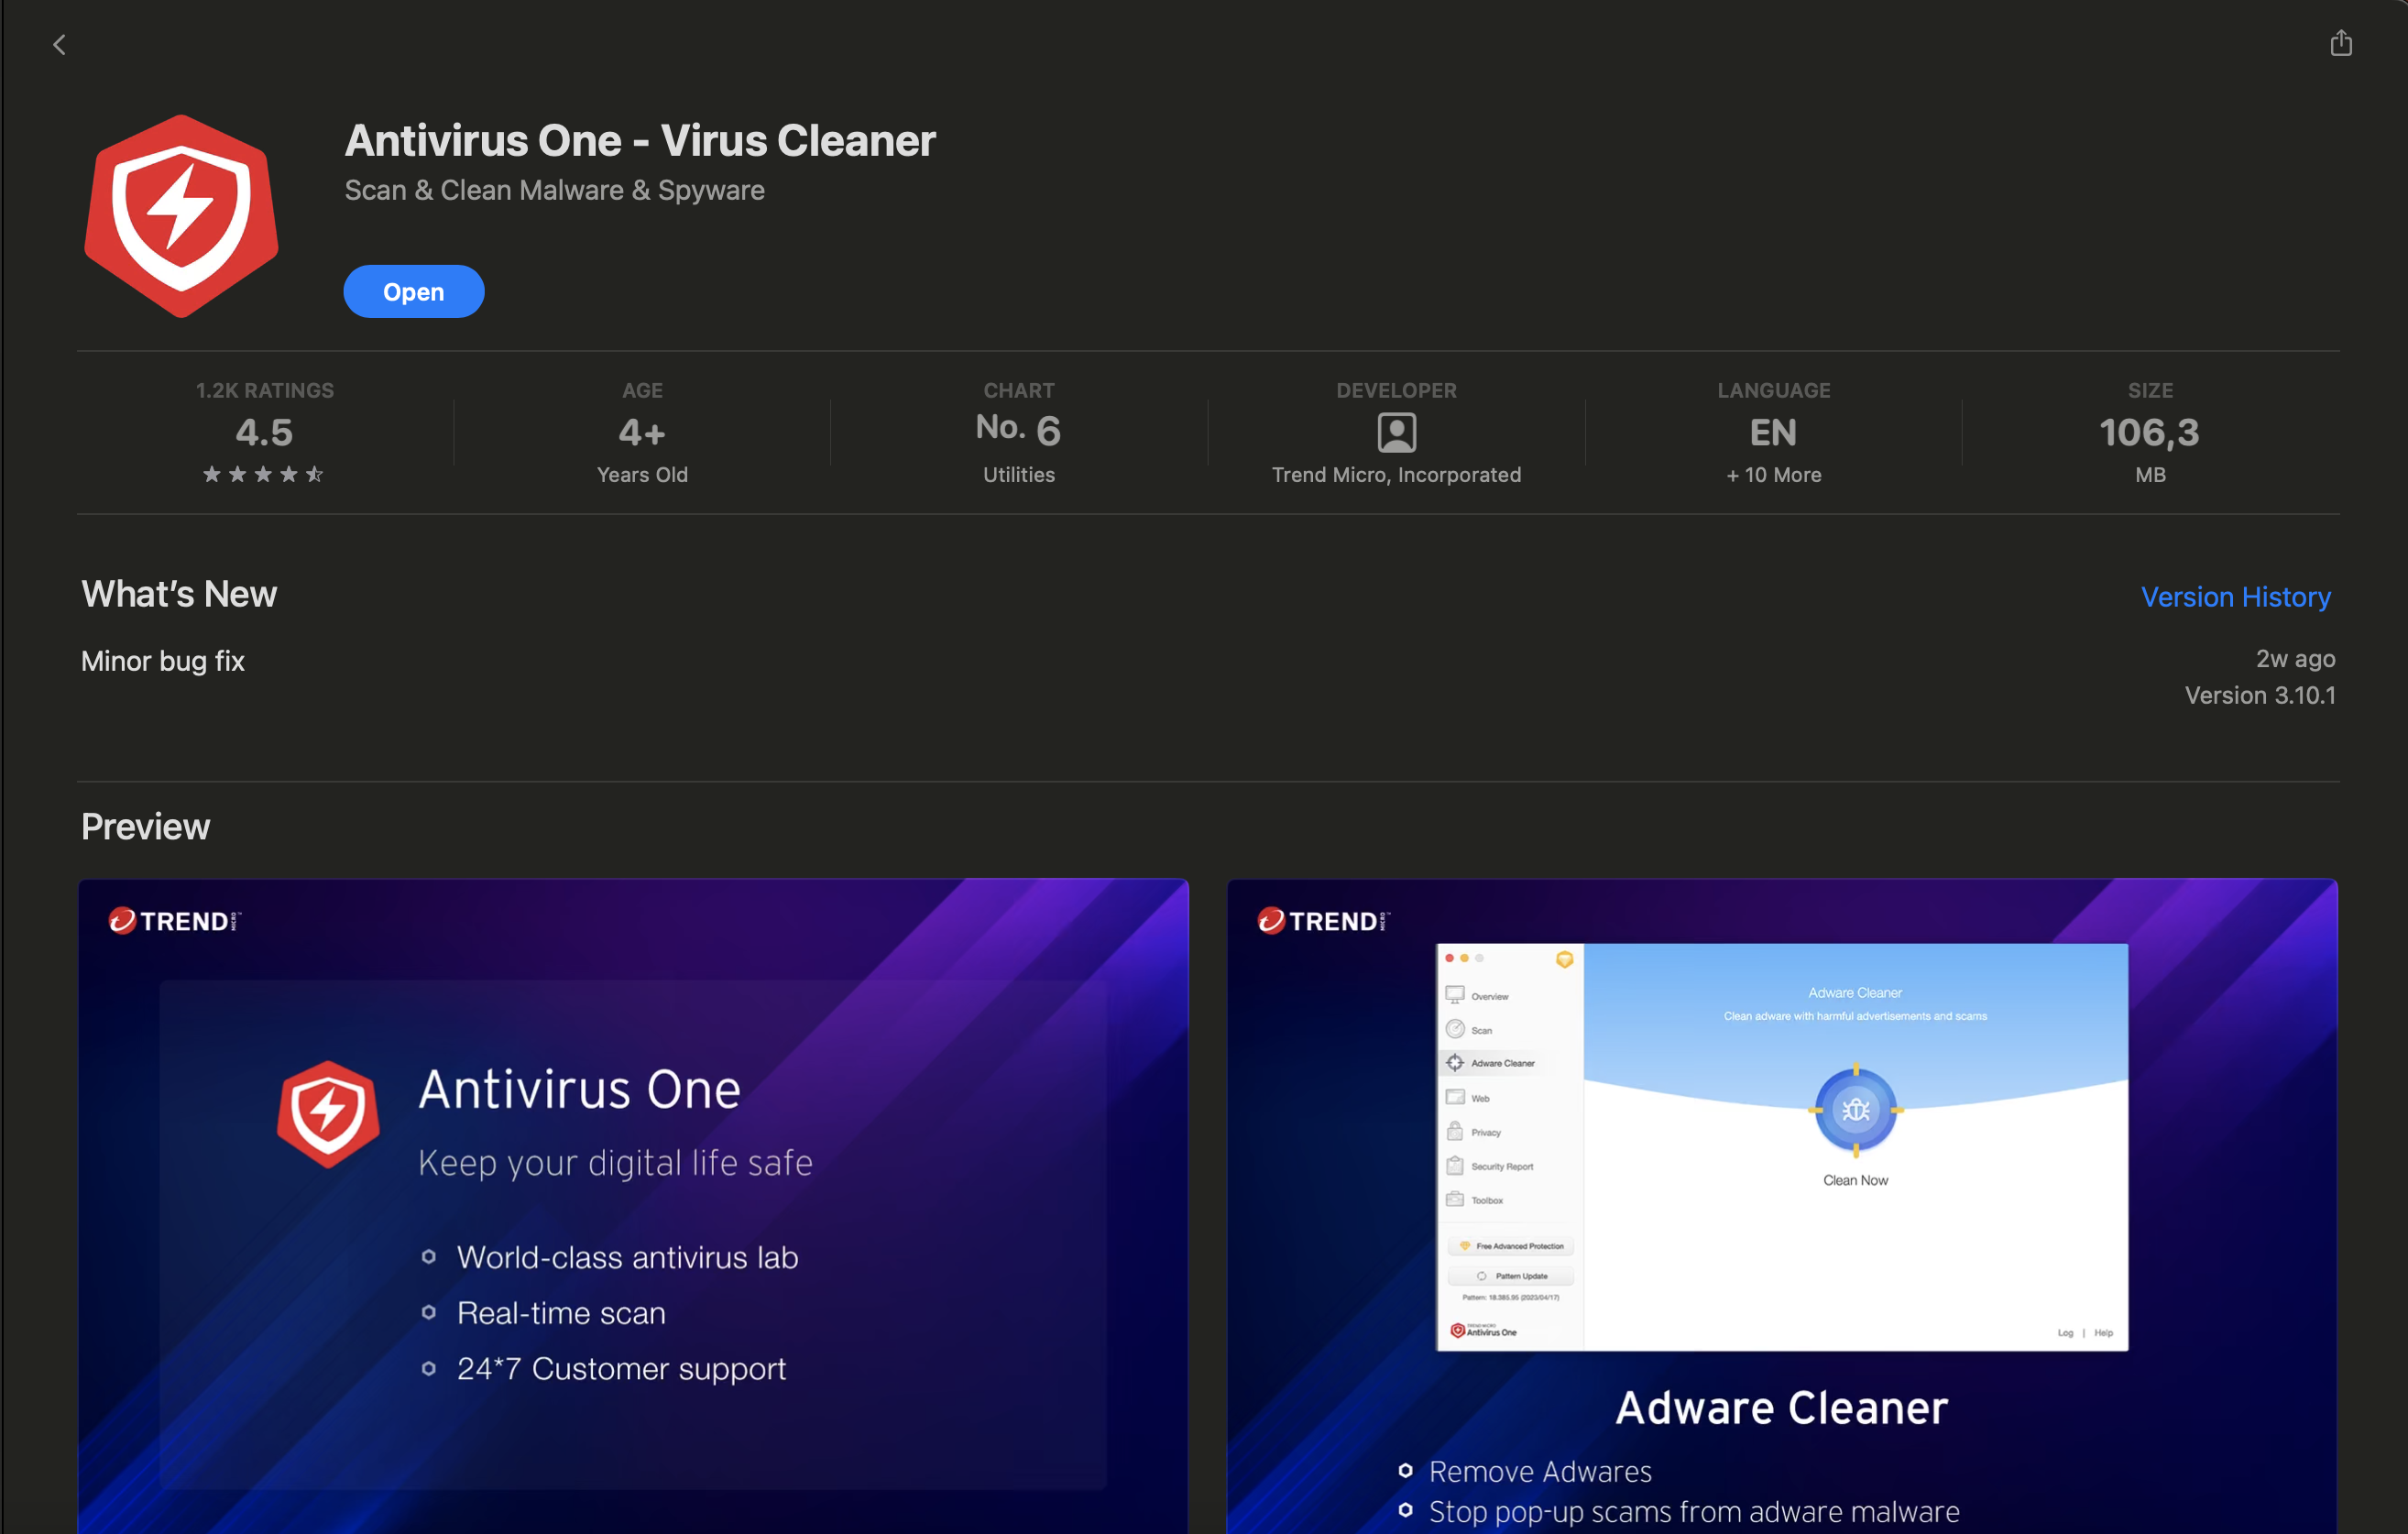 Antivirus One - Virus Cleaner
Scan & Clean Malware & Spyware
Open
1.2K RATINGS
4.5
AGE
4+
Years Old
CHART
No. 6
Utilities
DEVELOPER
Trend Micro, Incorporated
LANGUAGE
EN
+ 10 More
SIZE
106,3
MB
What's New
Version History
Minor bug fix
2w ago
Version 3.10.1
Preview
TREND MICRO™
Antivirus One
Keep your digital life safe
World-class antivirus lab
Real-time scan
24*7 Customer support
TREND MICRO™
Overview
Scan
Adware Cleaner
Web
Privacy
Security Report
Toolbox
Free Advanced Protection
Pattern Update
Pattern: 18.385.95 (2023/04/17)
TREND MICRO
Antivirus One
Adware Cleaner
Clean adware with harmful advertisements and scams
Clean Now
Log | Help
Adware Cleaner
Remove Adwares
Stop pop-up scams from adware malware